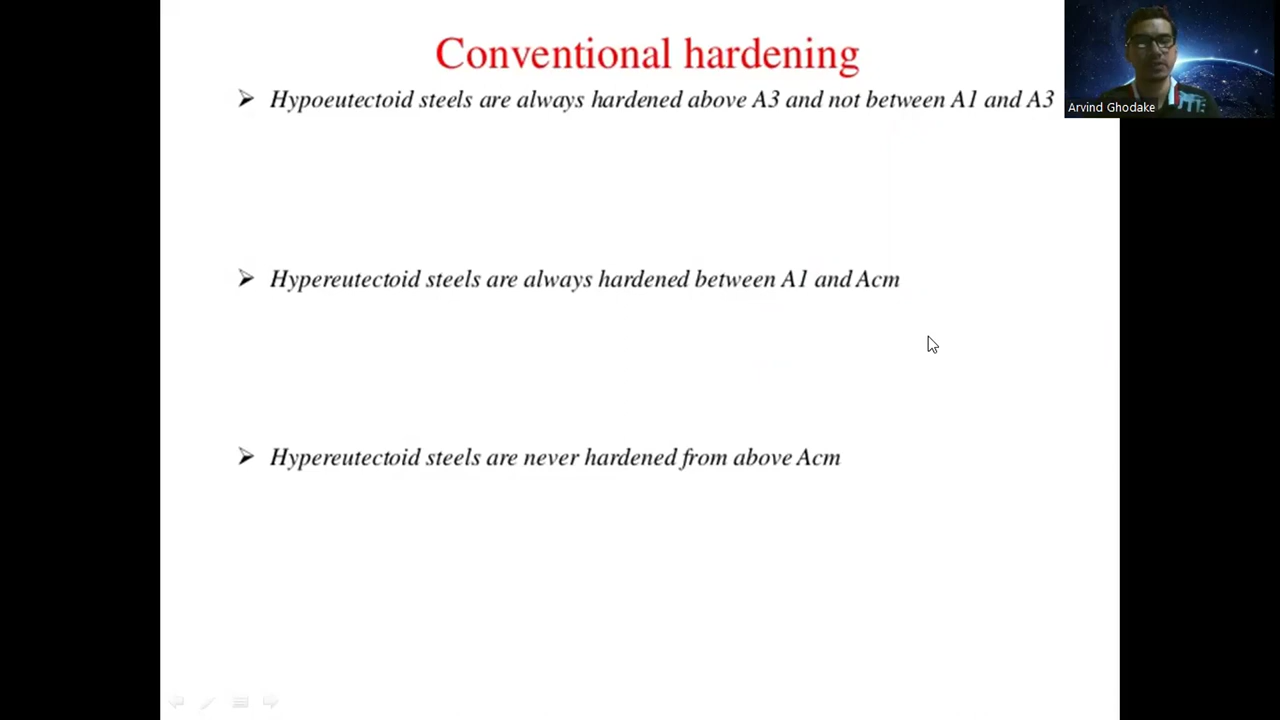 Conventional hardening
➢ Hypoeutectoid steels are always hardened above A3 and not between A1 and A3
Arvind Ghodake
➢ Hypereutectoid steels are always hardened between A1 and Acm
➢ Hypereutectoid steels are never hardened from above Acm